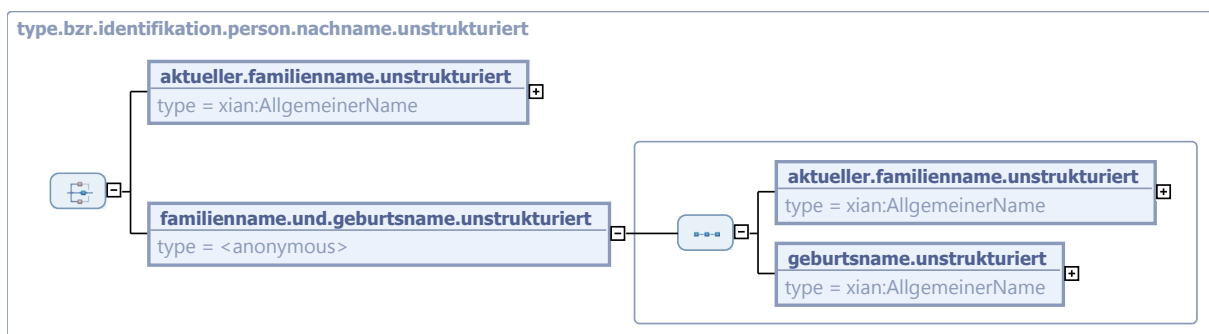 type.bzr.identifikation.person.nachname.unstrukturiert
aktueller.familienname.unstrukturiert
type = xian:AllgemeinerName
familienname.und.geburtsname.unstrukturiert
type = <anonymous>
aktueller.familienname.unstrukturiert
type = xian:AllgemeinerName
geburtsname.unstrukturiert
type = xian:AllgemeinerName